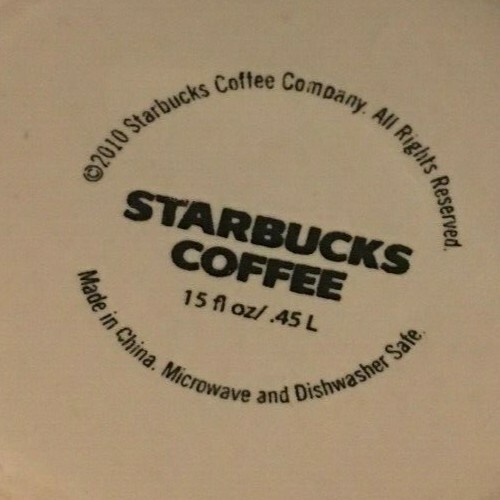 ©2010 Starbucks Coffee Company. All Rights Reserved.
STARBUCKS
COFFEE
15 fl oz/ .45 L
Made in China. Microwave and Dishwasher Safe.